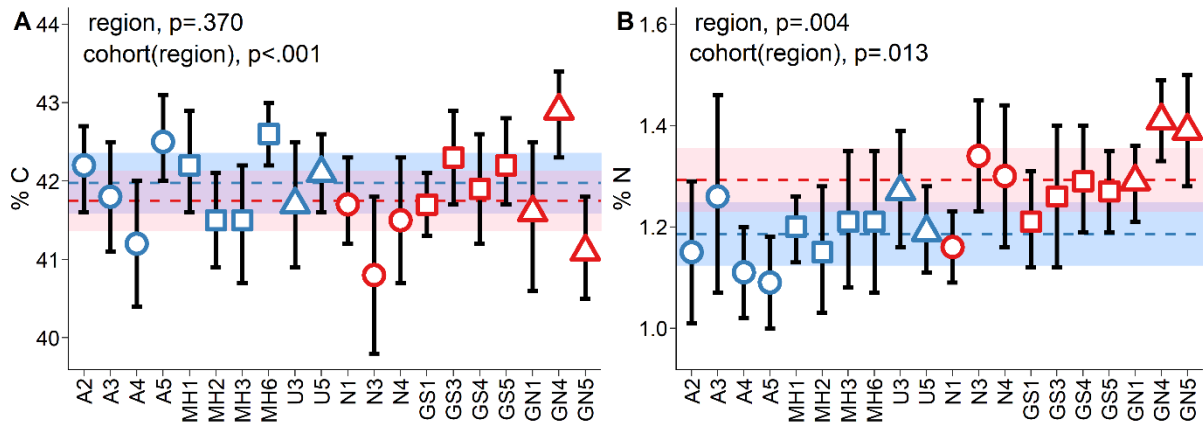 A
region, p=.370
cohort(region), p<.001
% C
44
43
42
41
40
A2 A3 A4 A5 MH1 MH2 MH3 MH6 U3 U5 N1 N3 N4 GS1 GS3 GS4 GS5 GN1 GN4 GN5
B
region, p=.004
cohort(region), p=.013
% N
1.6
1.4
1.2
1.0
A2 A3 A4 A5 MH1 MH2 MH3 MH6 U3 U5 N1 N3 N4 GS1 GS3 GS4 GS5 GN1 GN4 GN5